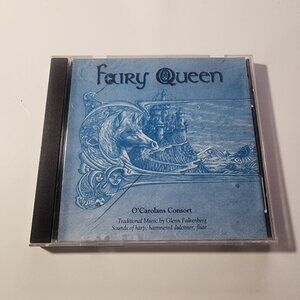 Fairy Queen
O'Carolans Consort
Traditional Music by Glenn Falkenberg
Sounds of harp, hammered dulcimer, flute